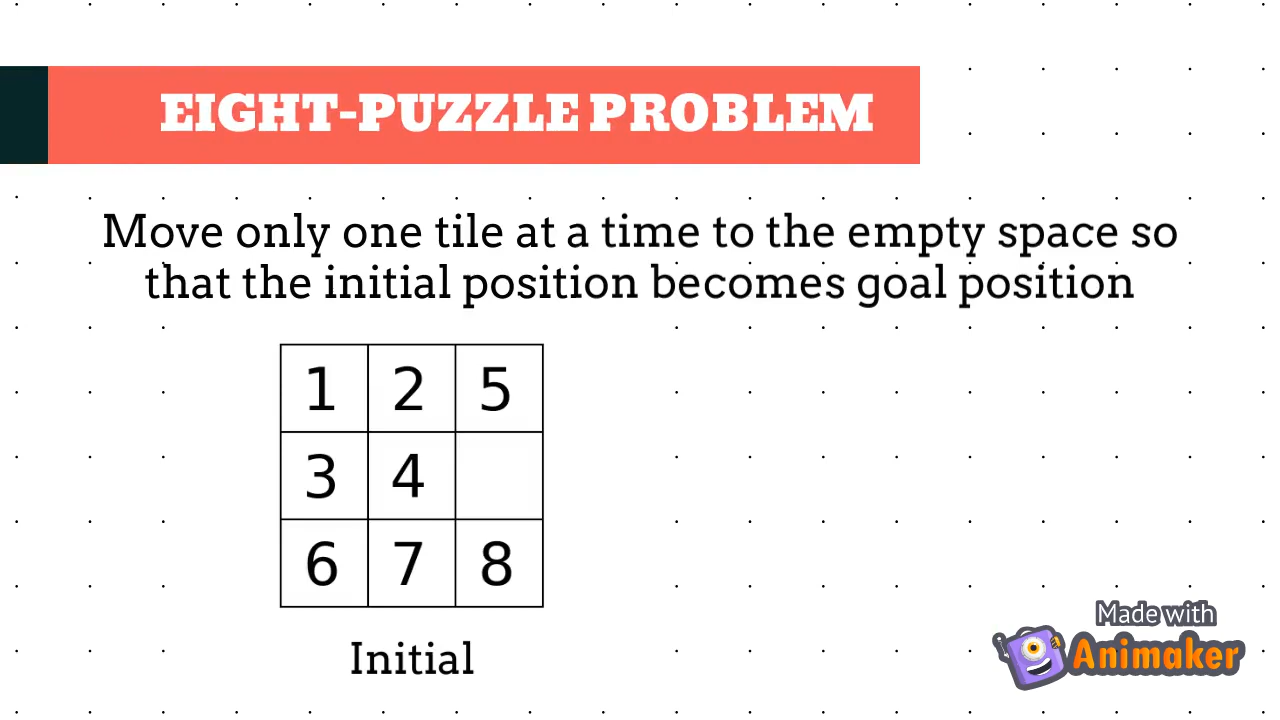 EIGHT-PUZZLE PROBLEM
Move only one tile at a time to the empty space so
that the initial position becomes goal position
1 2 5
3 4
6 7 8
Initial
Made with
Animaker